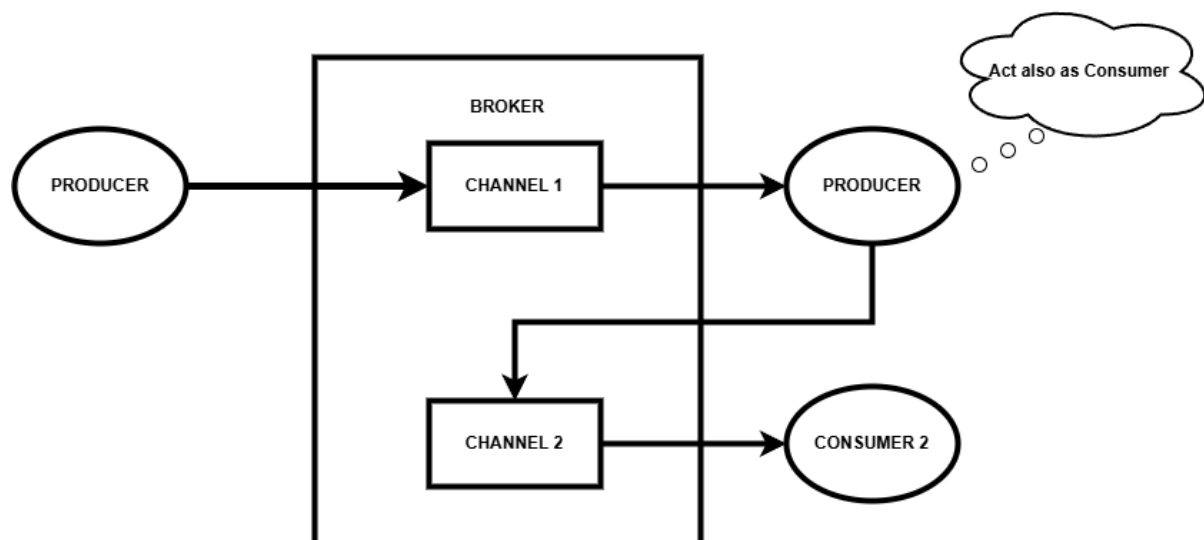 Act also as Consumer
BROKER
PRODUCER
CHANNEL 1
PRODUCER
CHANNEL 2
CONSUMER 2